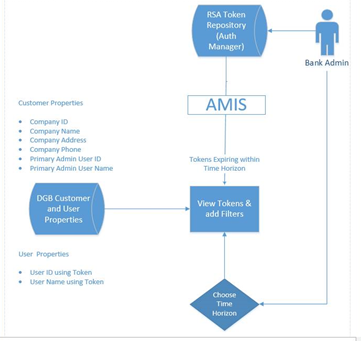 RSA Token
Repository
(Auth
Manager)
Bank Admin
AMIS
Customer Properties
Company ID
Company Name
Company Address
Company Phone
Primary Admin User ID
Primary Admin User Name
Tokens Expiring within
Time Horizon
DGB Customer
and User
Properties
View Tokens &
add Filters
User Properties
User ID using Token
User Name using Token
Choose
Time
Horizon